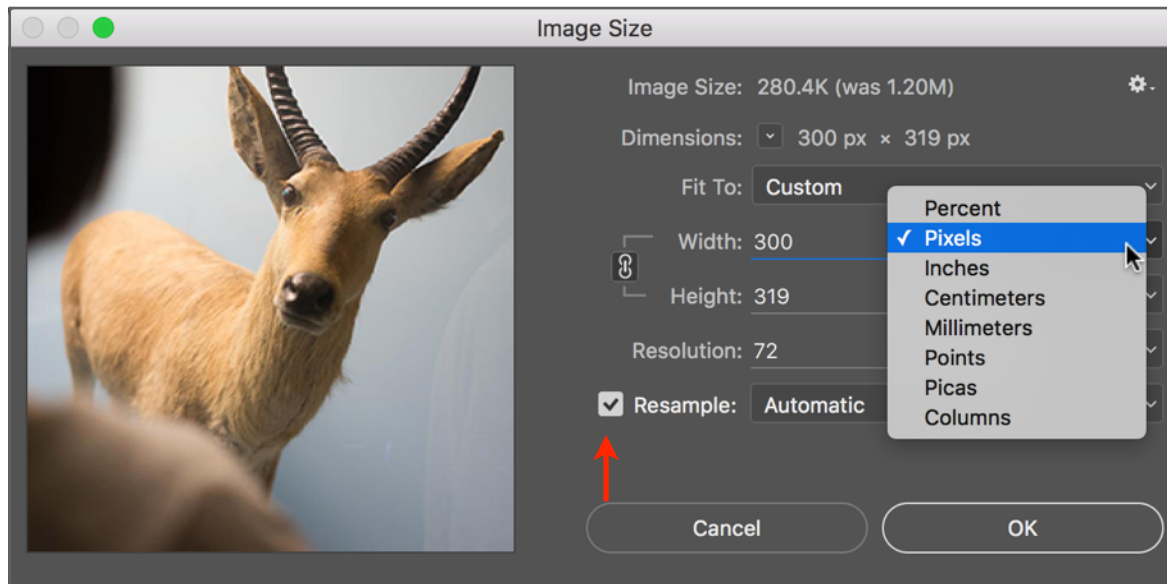 Image Size
Image Size: 280.4K (was 1.20M)
Dimensions: 300 px × 319 px
Fit To: Custom
Width: 300
Height: 319
Resolution: 72
Resample: Automatic
Percent
✓ Pixels
Inches
Centimeters
Millimeters
Points
Picas
Columns
Cancel
OK